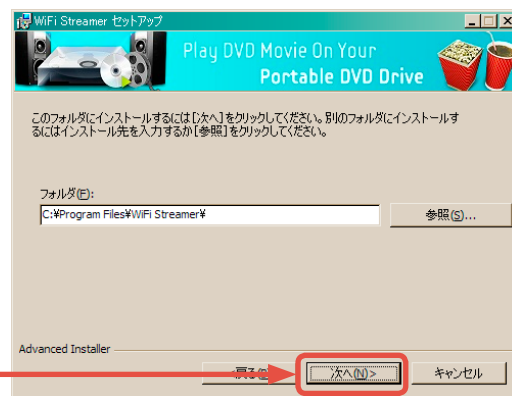 WiFi Streamer セットアップ
Play DVD Movie On Your
Portable DVD Drive
このフォルダにインストールするには[次へ]をクリックしてください。別のフォルダにインストールす
るにはインストール先を入力するか[参照]をクリックしてください。
フォルダ(F):
C:¥Program Files¥WiFi Streamer¥
参照(S)...
Advanced Installer
<戻る(B)
次へ(N)>
キャンセル